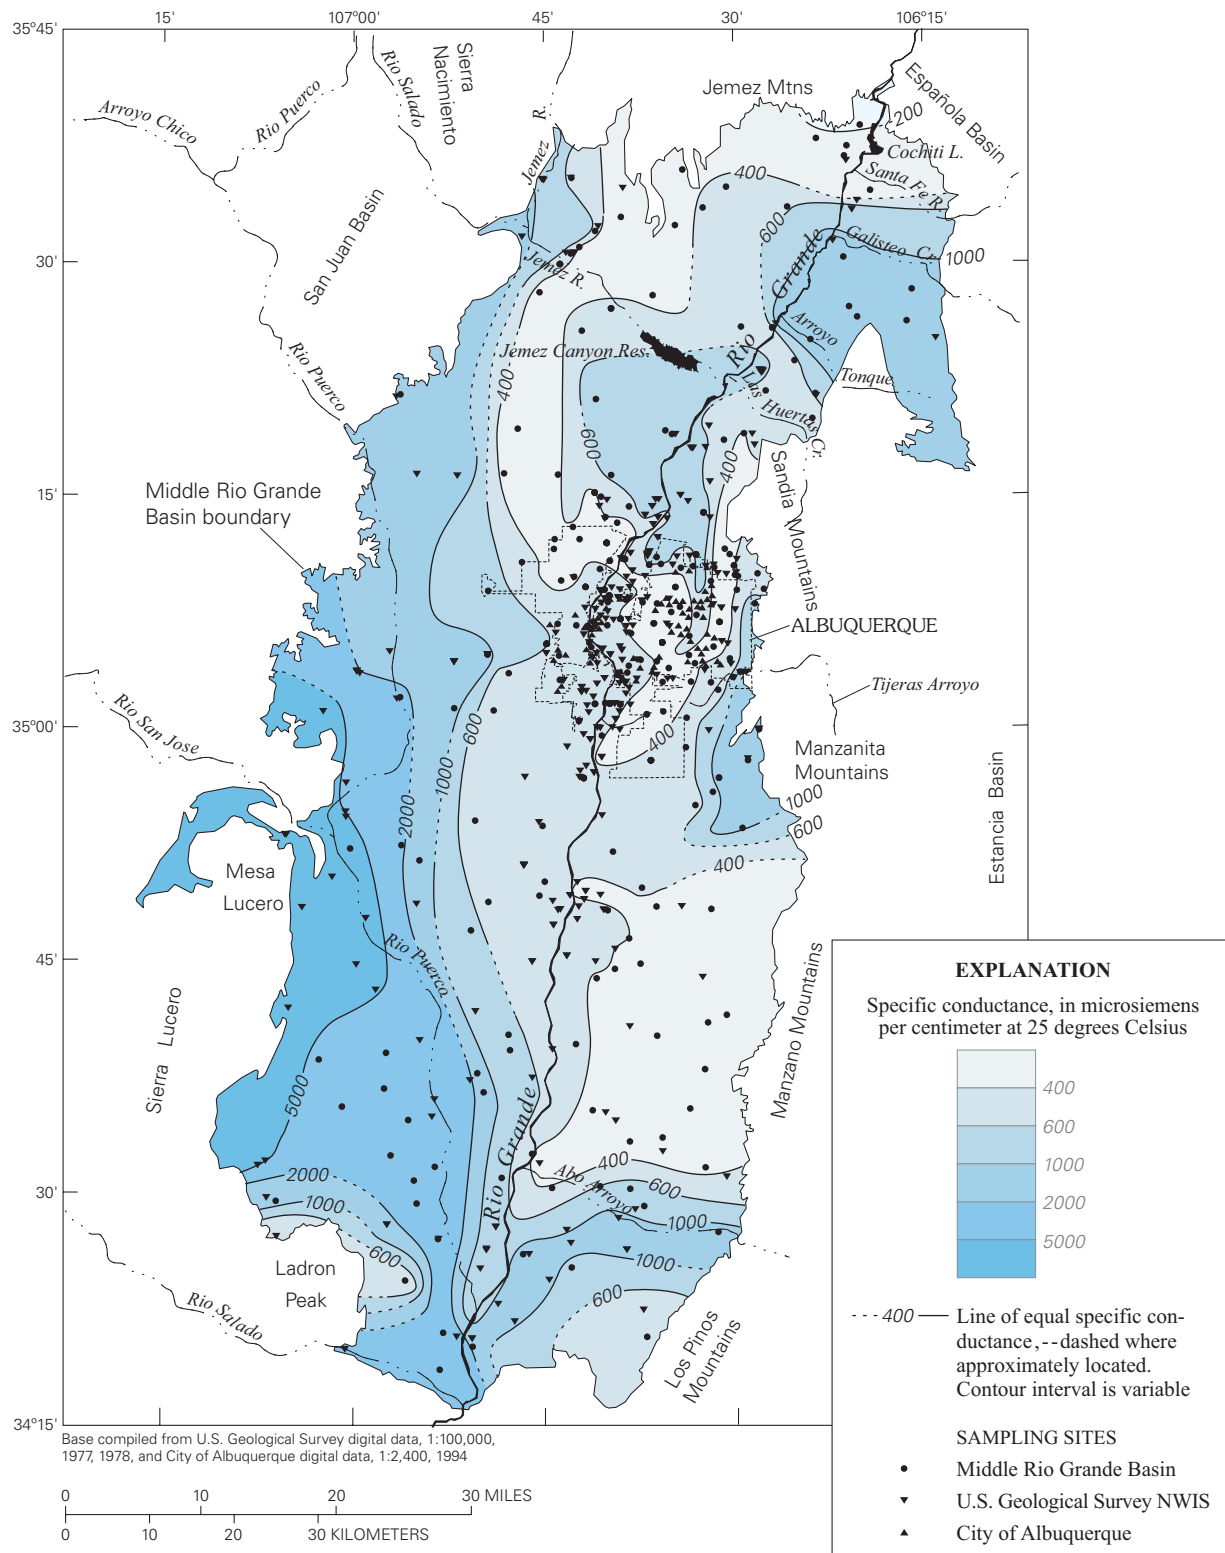 15'
107°00'
45'
30'
106°15'
35°45'
Sierra
Nacimiento
Rio Salado
Rio Puerco
Arroyo Chico
Jemez R.
Jemez Mtns
Española Basin
200
Cochiti L.
Santa Fe R.
400
600
San Juan Basin
Galisteo Cr.
1000
30'
Jemez R.
Rio Grande
Arroyo
Tonque
Jemez Canyon Res.
Las Huertas Cr.
Rio Puerco
400
600
400
15'
Middle Rio Grande
Basin boundary
Sandia Mountains
ALBUQUERQUE
Tijeras Arroyo
Rio San Jose
35°00'
600
400
Manzanita
Mountains
Estancia Basin
1000
2000
1000
600
400
Mesa
Lucero
Rio Puerco
45'
Sierra Lucero
Manzano Mountains
5000
Rio Grande
400
Abo Arroyo
600
30'
2000
1000
1000
600
1000
600
Ladron
Peak
Rio Salado
Los Pinos
Mountains
34°15'
EXPLANATION
Specific conductance, in microsiemens
per centimeter at 25 degrees Celsius
400
600
1000
2000
5000
400
Line of equal specific con-
ductance,--dashed where
approximately located.
Contour interval is variable
SAMPLING SITES
Middle Rio Grande Basin
U.S. Geological Survey NWIS
City of Albuquerque
Base compiled from U.S. Geological Survey digital data, 1:100,000,
1977, 1978, and City of Albuquerque digital data, 1:2,400, 1994
0 10 20 30 MILES
0 10 20 30 KILOMETERS